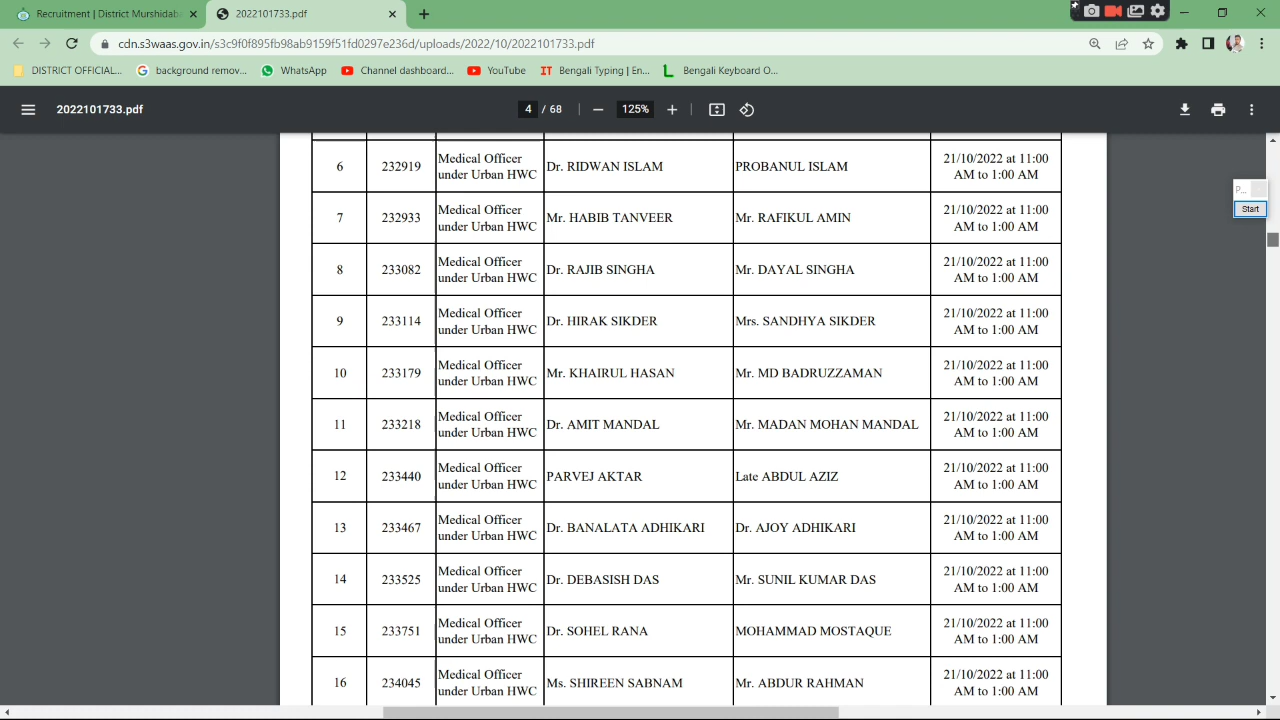 Recruitment | District Murshidab
2022101733.pdf
cdn.s3waas.gov.in/s3c9f0f895fb98ab9159f51fd0297e236d/uploads/2022/10/2022101733.pdf
DISTRICT OFFICIAL... background remov... WhatsApp Channel dashboard... YouTube Bengali Typing | En... Bengali Keyboard O...
2022101733.pdf 4 / 68 125%
P...
Start
6 232919 Medical Officer under Urban HWC Dr. RIDWAN ISLAM PROBANUL ISLAM 21/10/2022 at 11:00 AM to 1:00 AM
7 232933 Medical Officer under Urban HWC Mr. HABIB TANVEER Mr. RAFIKUL AMIN 21/10/2022 at 11:00 AM to 1:00 AM
8 233082 Medical Officer under Urban HWC Dr. RAJIB SINGHA Mr. DAYAL SINGHA 21/10/2022 at 11:00 AM to 1:00 AM
9 233114 Medical Officer under Urban HWC Dr. HIRAK SIKDER Mrs. SANDHYA SIKDER 21/10/2022 at 11:00 AM to 1:00 AM
10 233179 Medical Officer under Urban HWC Mr. KHAIRUL HASAN Mr. MD BADRUZZAMAN 21/10/2022 at 11:00 AM to 1:00 AM
11 233218 Medical Officer under Urban HWC Dr. AMIT MANDAL Mr. MADAN MOHAN MANDAL 21/10/2022 at 11:00 AM to 1:00 AM
12 233440 Medical Officer under Urban HWC PARVEJ AKTAR Late ABDUL AZIZ 21/10/2022 at 11:00 AM to 1:00 AM
13 233467 Medical Officer under Urban HWC Dr. BANALATA ADHIKARI Dr. AJOY ADHIKARI 21/10/2022 at 11:00 AM to 1:00 AM
14 233525 Medical Officer under Urban HWC Dr. DEBASISH DAS Mr. SUNIL KUMAR DAS 21/10/2022 at 11:00 AM to 1:00 AM
15 233751 Medical Officer under Urban HWC Dr. SOHEL RANA MOHAMMAD MOSTAQUE 21/10/2022 at 11:00 AM to 1:00 AM
16 234045 Medical Officer under Urban HWC Ms. SHIREEN SABNAM Mr. ABDUR RAHMAN 21/10/2022 at 11:00 AM to 1:00 AM